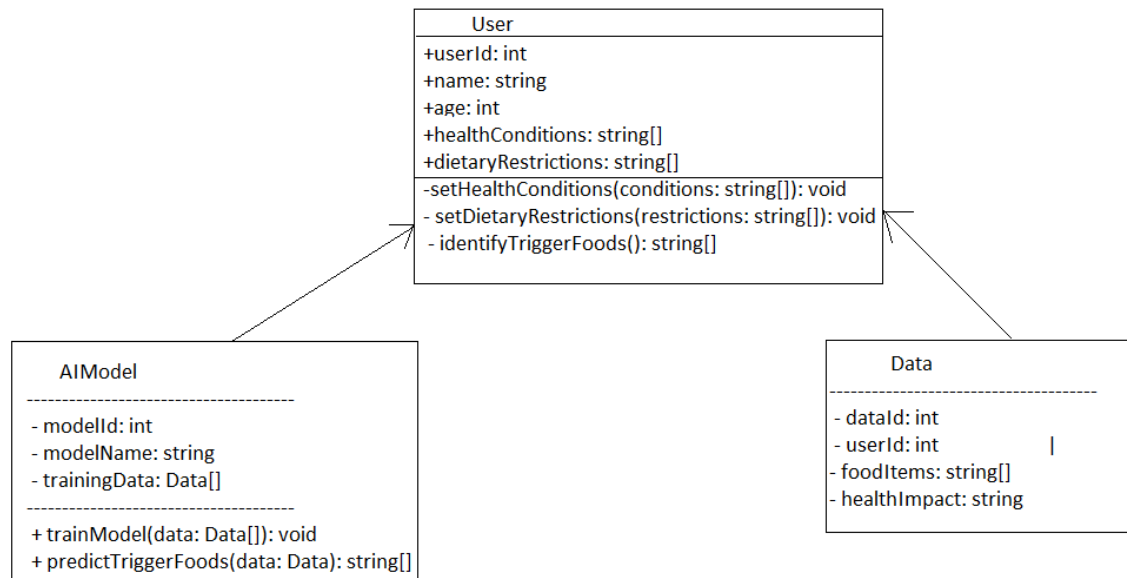 User
+userId: int
+name: string
+age: int
+healthConditions: string[]
+dietaryRestrictions: string[]
-setHealthConditions(conditions: string[]): void
- setDietaryRestrictions(restrictions: string[]): void
- identifyTriggerFoods(): string[]
AIModel
--------------------------------------
- modelId: int
- modelName: string
- trainingData: Data[]
--------------------------------------
+ trainModel(data: Data[]): void
+ predictTriggerFoods(data: Data): string[]
Data
--------------------------------------
- dataId: int
- userId: int |
- foodItems: string[]
- healthImpact: string